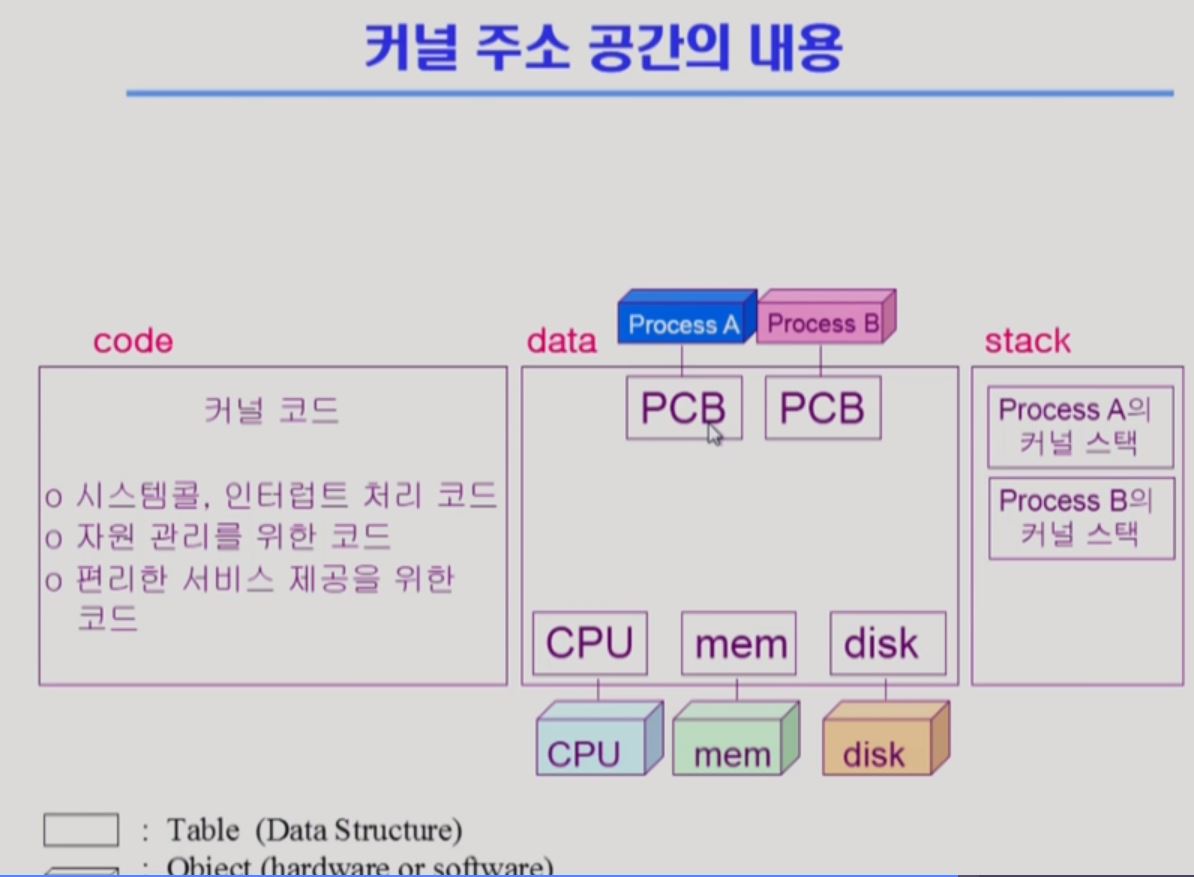 커널 주소 공간의 내용
code
커널 코드
o 시스템콜, 인터럽트 처리 코드
o 자원 관리를 위한 코드
o 편리한 서비스 제공을 위한
코드
data
Process A
Process B
PCB
PCB
CPU
mem
disk
CPU
mem
disk
stack
Process A의
커널 스택
Process B의
커널 스택
: Table (Data Structure)
: Object (hardware or software)